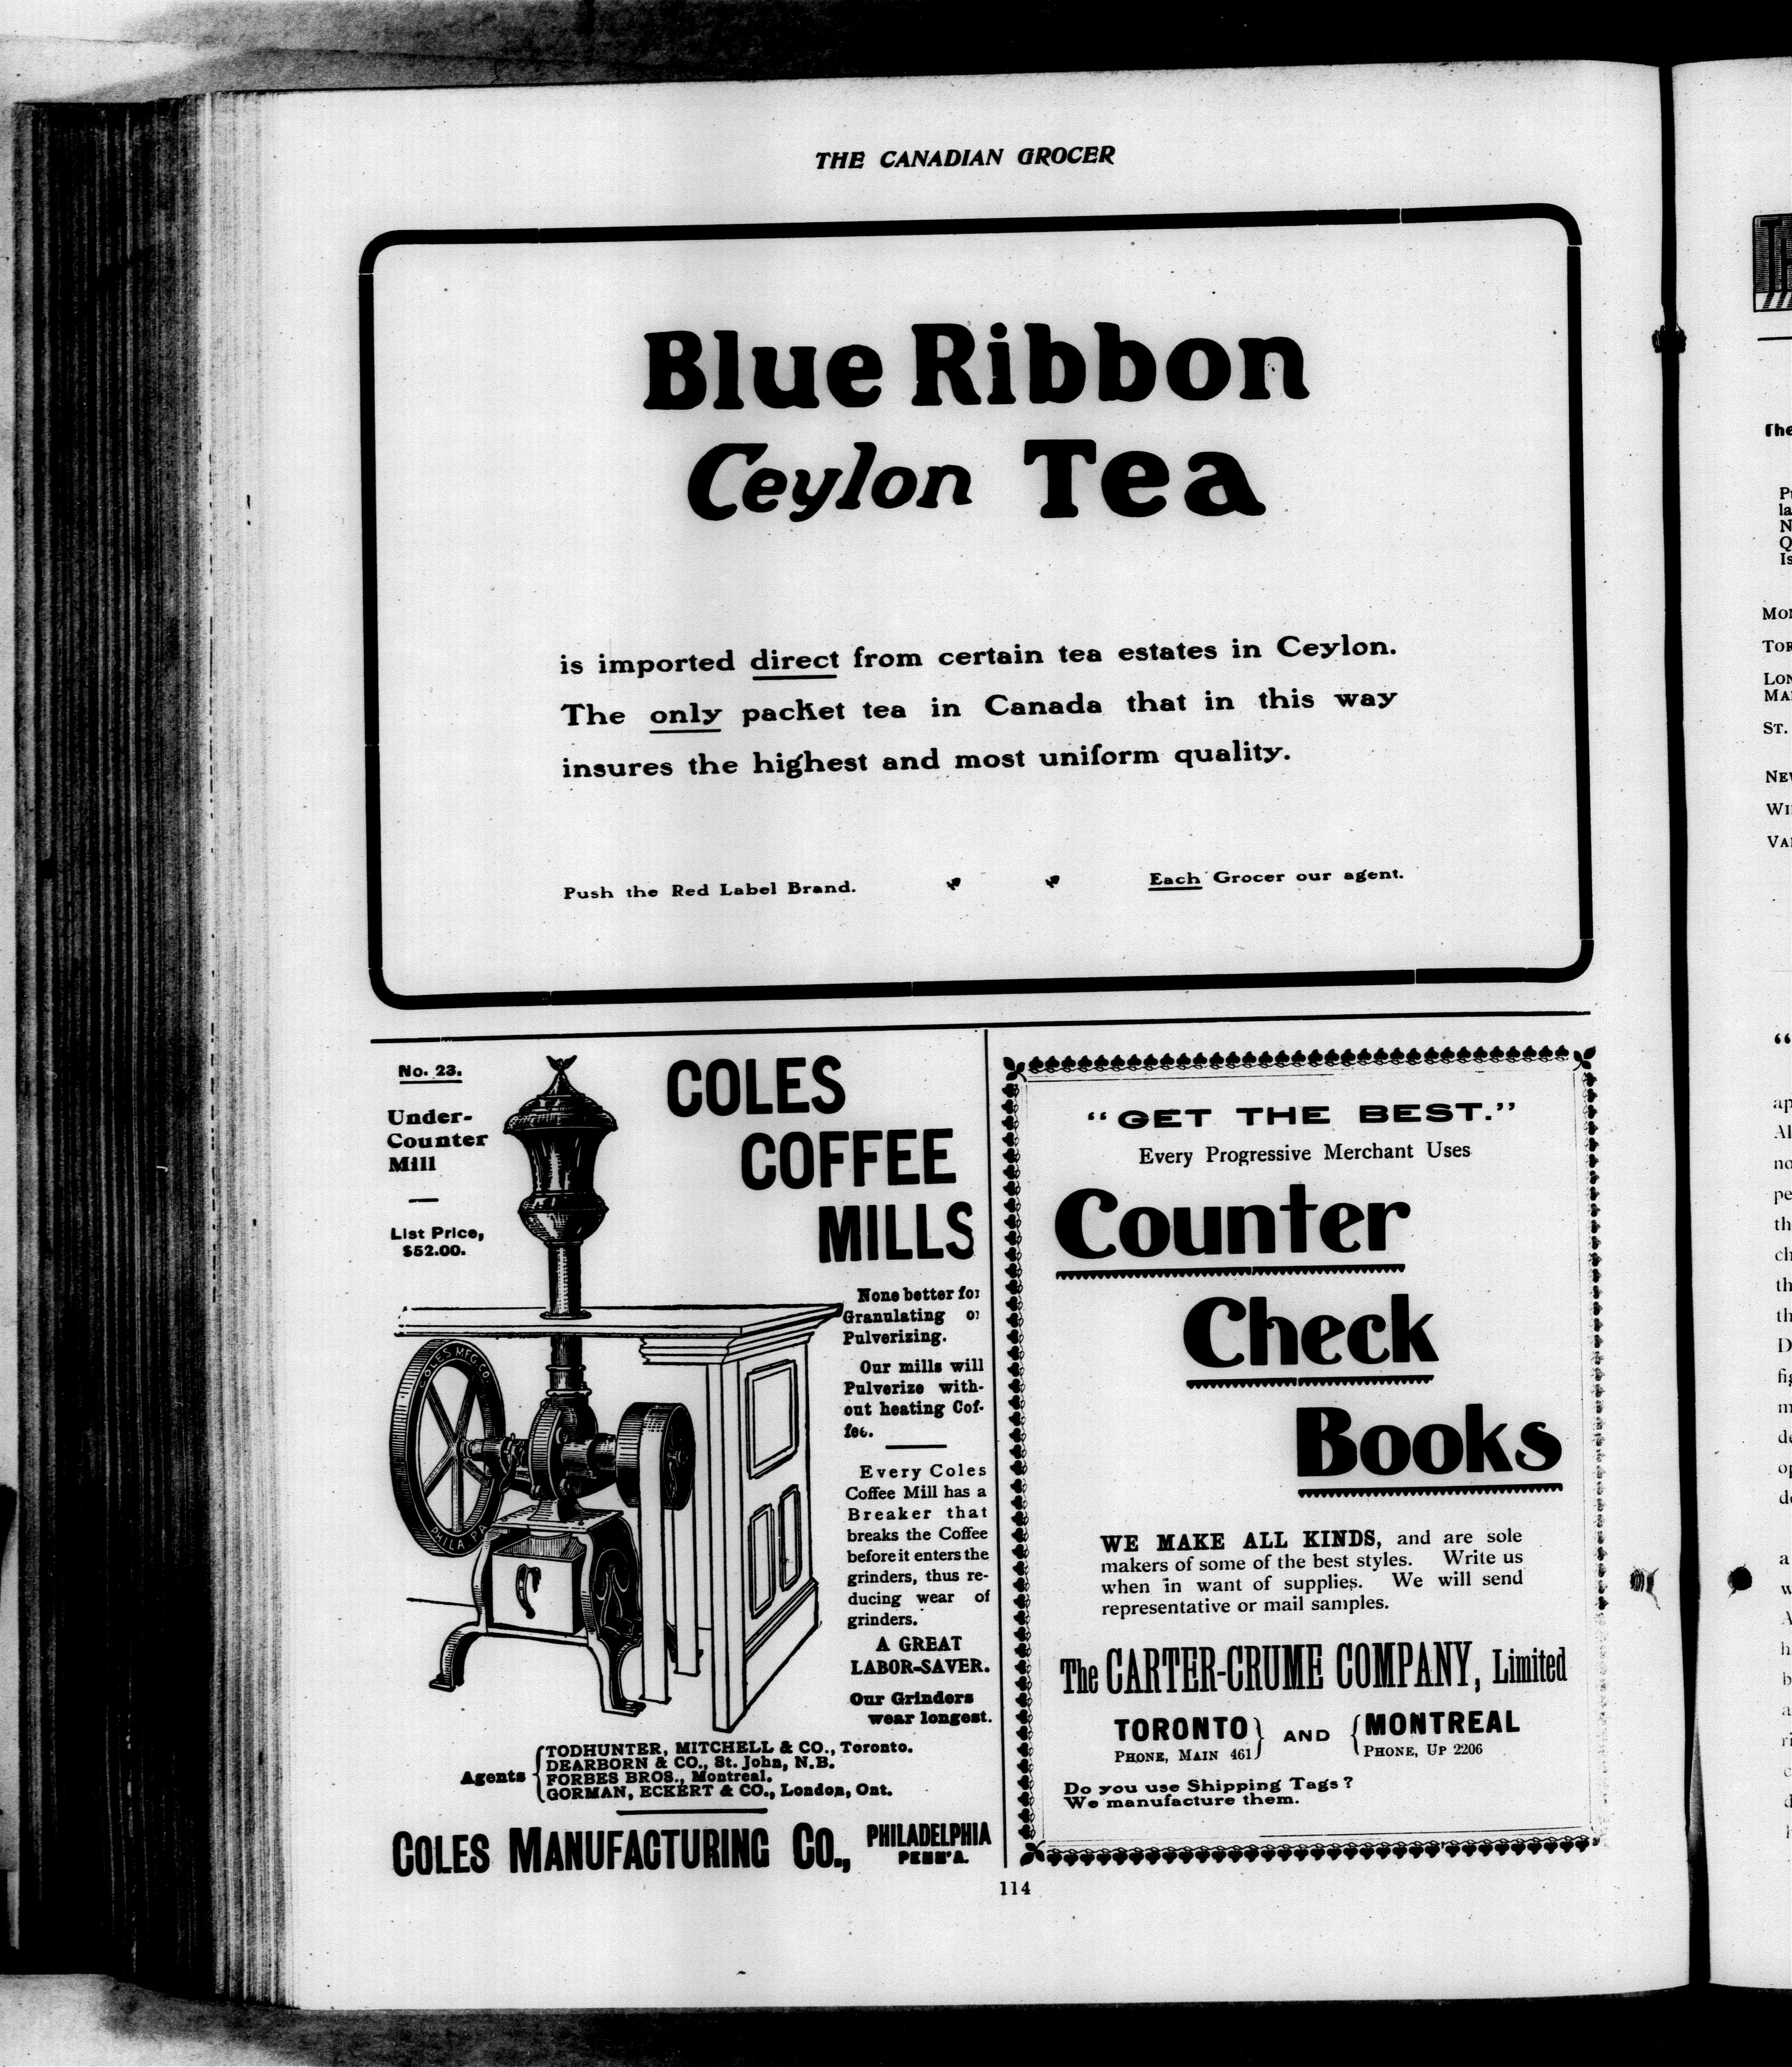 THE CANADIAN GROCER
Blue Ribbon
Ceylon Tea
is imported direct from certain tea estates in Ceylon.
The only packet tea in Canada that in this way
insures the highest and most uniform quality.
Push the Red Label Brand.
Each Grocer our agent.
No. 23.
Under-
Counter
Mill
List Price,
$52.00.
COLES
COFFEE
MILLS
None better for
Granulating or
Pulverizing.
Our mills will
Pulverize with-
out heating Cof-
fee.
Every Coles
Coffee Mill has a
Breaker that
breaks the Coffee
before it enters the
grinders, thus re-
ducing wear of
grinders.
A GREAT
LABOR-SAVER.
Our Grinders
wear longest.
COLES MFG. CO.
PHILA. PA.
Agents
TODHUNTER, MITCHELL & CO., Toronto.
DEARBORN & CO., St. John, N.B.
FORBES BROS., Montreal.
GORMAN, ECKERT & CO., London, Ont.
COLES MANUFACTURING CO., PHILADELPHIA
PENN'A.
"GET THE BEST."
Every Progressive Merchant Uses
Counter
Check
Books
WE MAKE ALL KINDS, and are sole
makers of some of the best styles. Write us
when in want of supplies. We will send
representative or mail samples.
The CARTER-CRUME COMPANY, Limited
TORONTO AND MONTREAL
PHONE, MAIN 461 PHONE, UP 2206
Do you use Shipping Tags?
We manufacture them.
114